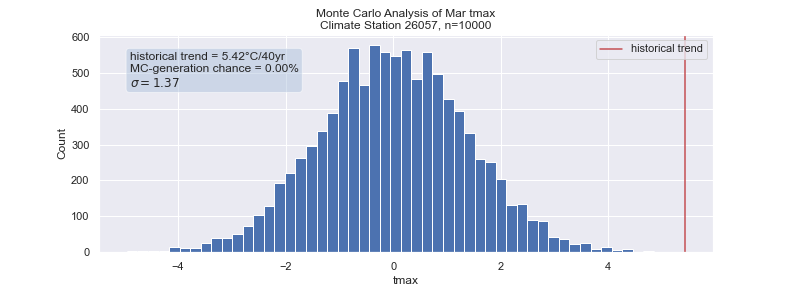 Monte Carlo Analysis of Mar tmax
Climate Station 26057, n=10000
historical trend = 5.42°C/40yr
MC-generation chance = 0.00%
σ = 1.37
historical trend
600
500
400
300
200
100
0
Count
−4
−2
0
2
4
tmax